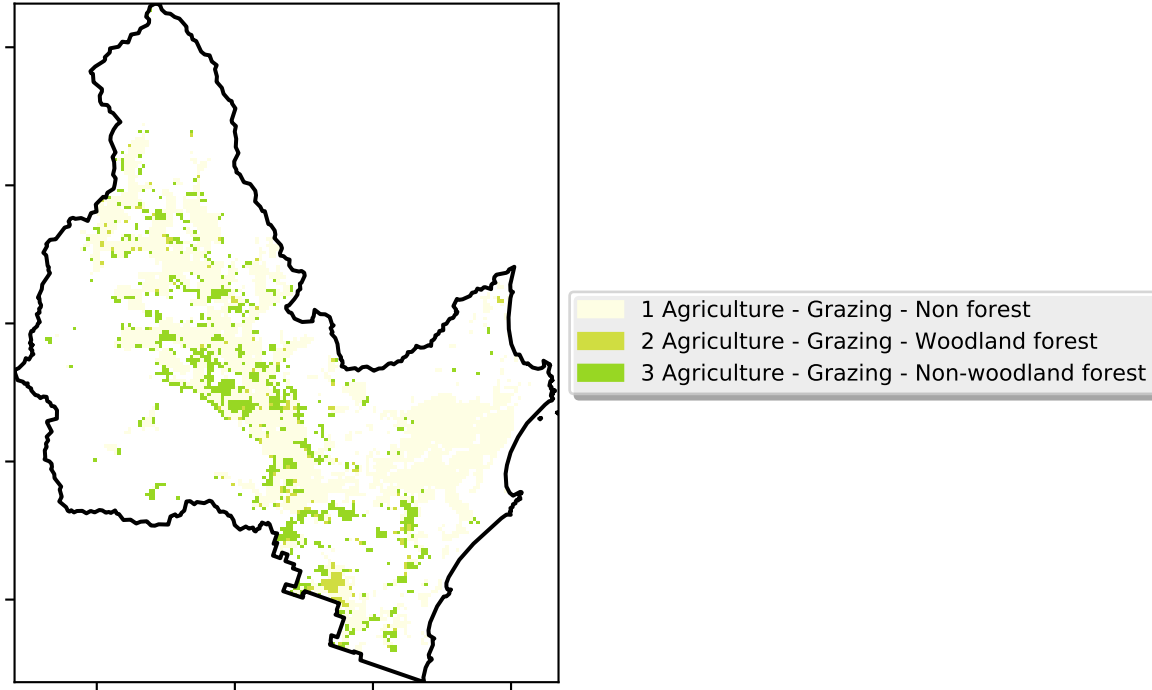 1 Agriculture - Grazing - Non forest
2 Agriculture - Grazing - Woodland forest
3 Agriculture - Grazing - Non-woodland forest